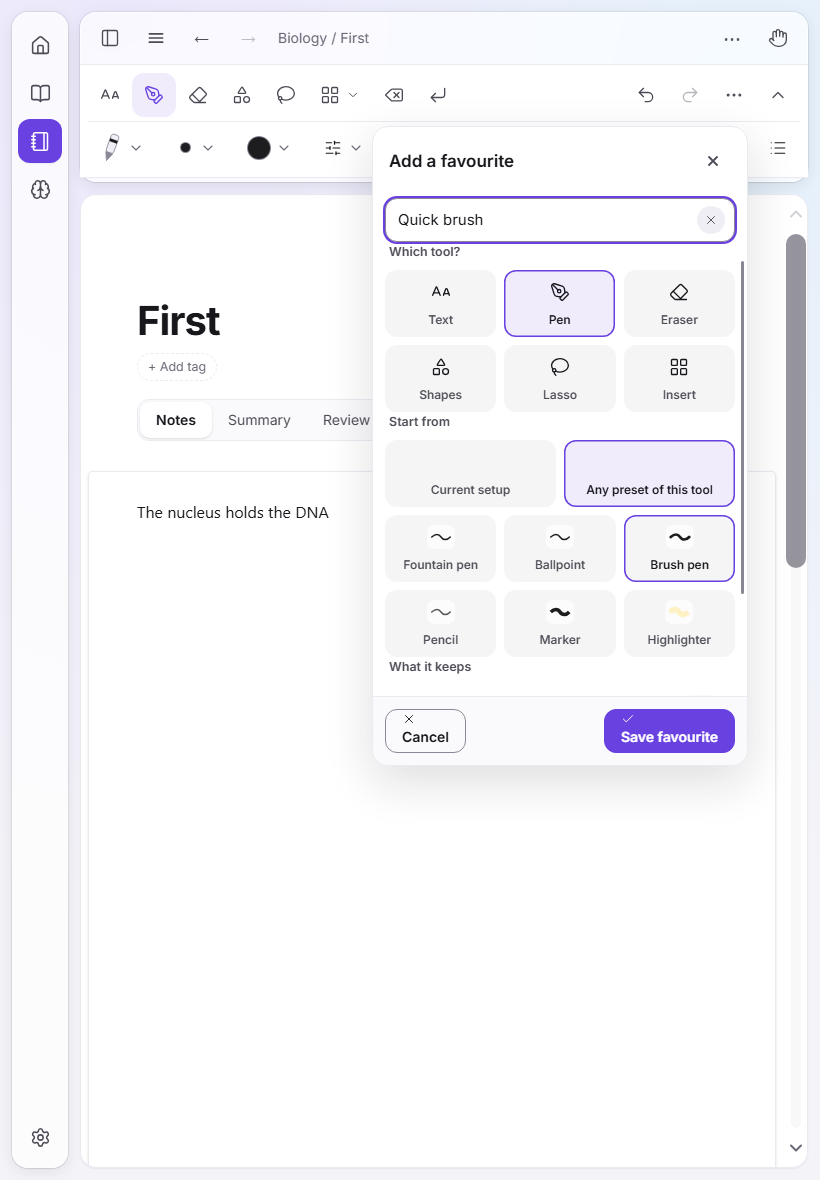 Biology / First
AA
Add a favourite
Quick brush
Which tool?
AA
Text Pen Eraser
Shapes Lasso Insert
Start from
Current setup Any preset of this tool
Fountain pen Ballpoint Brush pen
Pencil Marker Highlighter
What it keeps
Cancel Save favourite
First
+ Add tag
Notes Summary Review
The nucleus holds the DNA